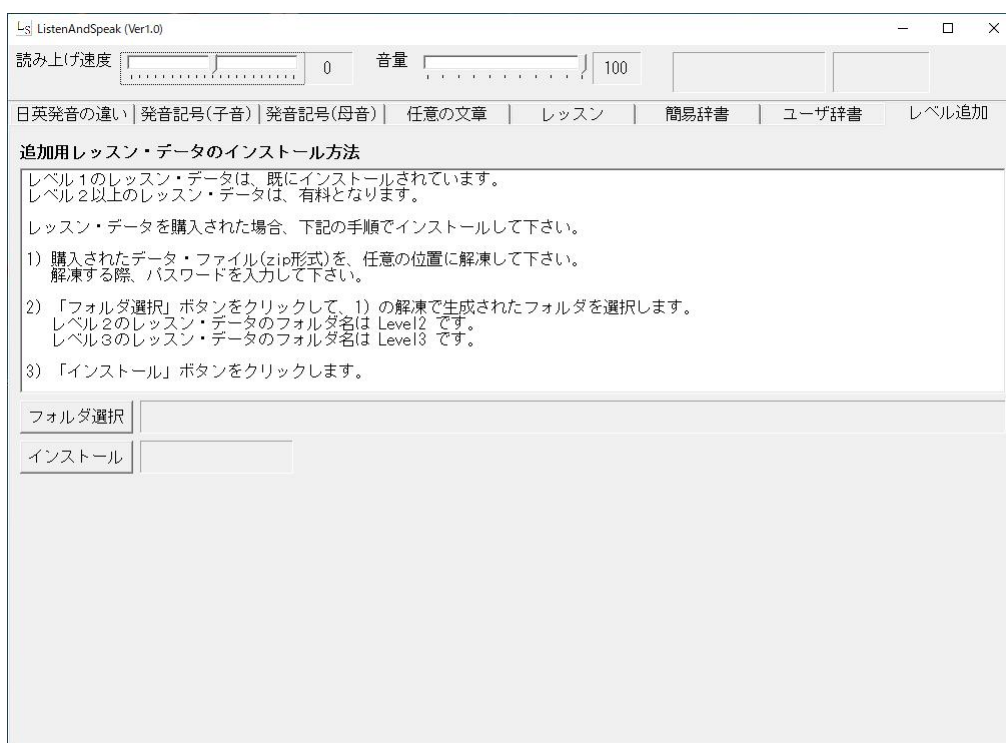 LS ListenAndSpeak (Ver1.0)
読み上げ速度 0 音量 100
日英発音の違い 発音記号(子音) 発音記号(母音) 任意の文章 レッスン 簡易辞書 ユーザ辞書 レベル追加
追加用レッスン・データのインストール方法
レベル1のレッスン・データは、既にインストールされています。
レベル2以上のレッスン・データは、有料となります。
レッスン・データを購入された場合、下記の手順でインストールして下さい。
1) 購入されたデータ・ファイル(zip形式)を、任意の位置に解凍して下さい。
解凍する際、パスワードを入力して下さい。
2) 「フォルダ選択」ボタンをクリックして、1) の解凍で生成されたフォルダを選択します。
レベル2のレッスン・データのフォルダ名は Level2 です。
レベル3のレッスン・データのフォルダ名は Level3 です。
3) 「インストール」ボタンをクリックします。
フォルダ選択
インストール